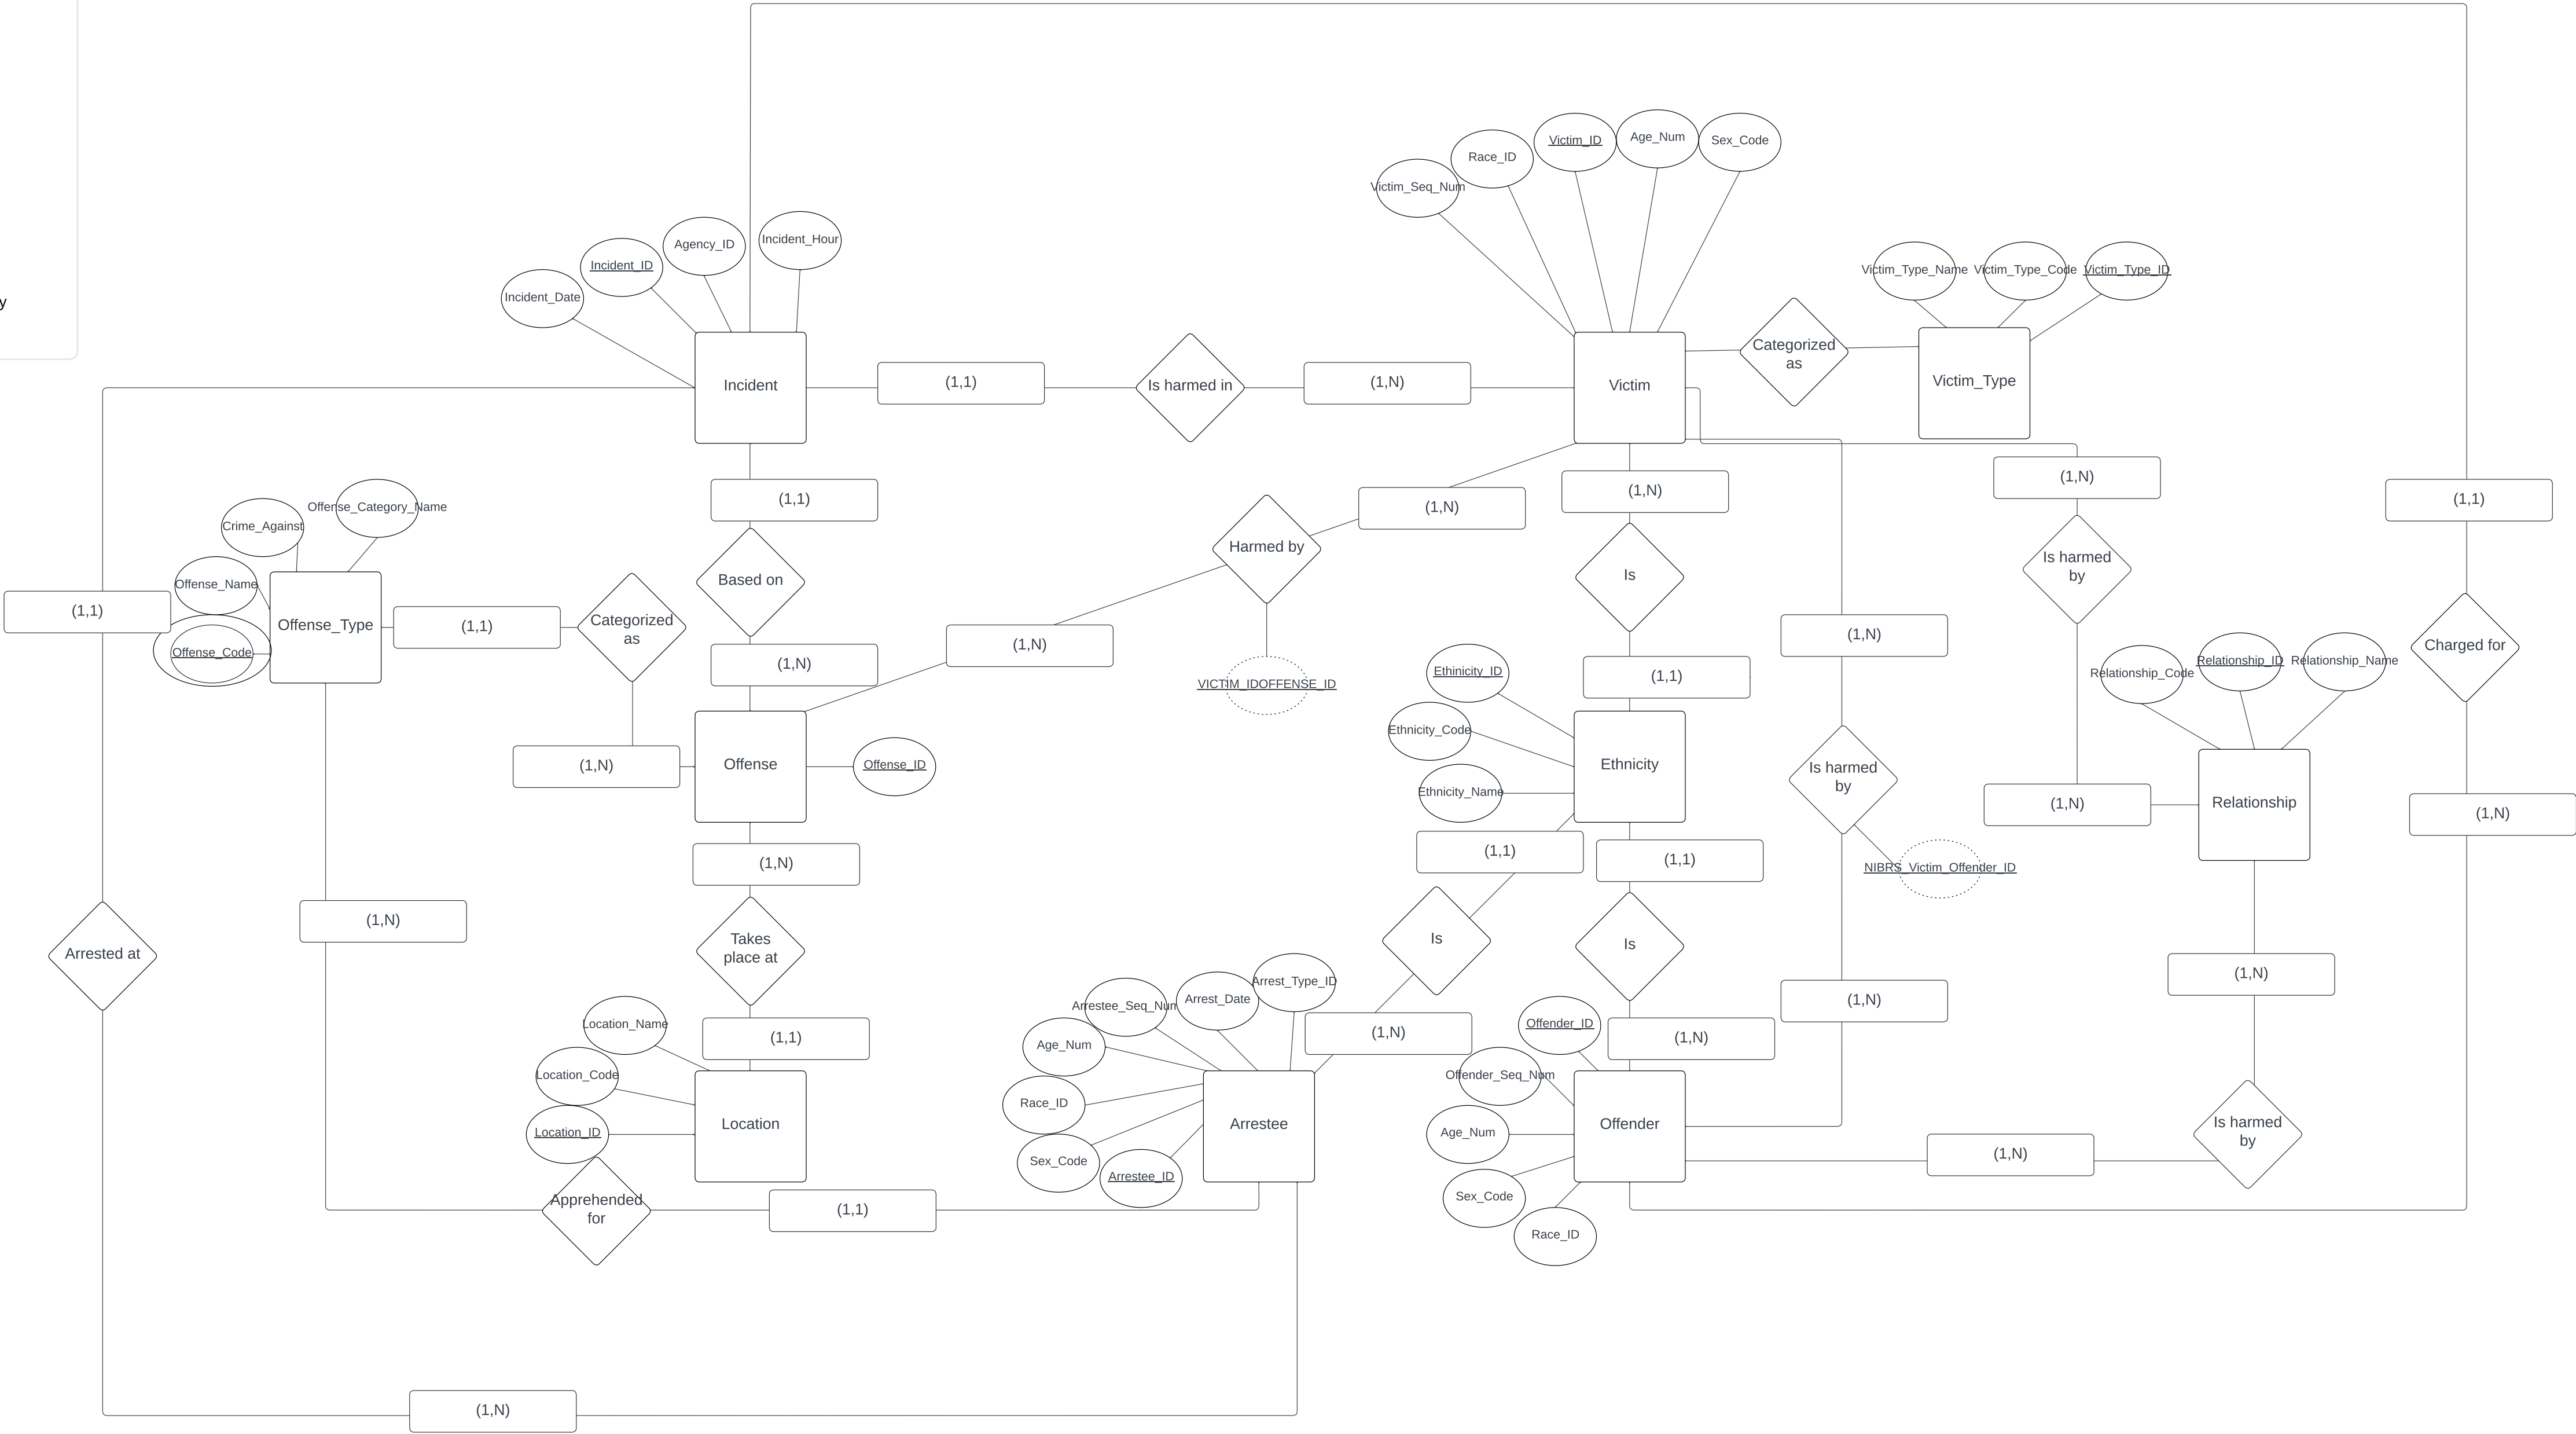 Victim_ID
Age_Num
Sex_Code
Race_ID
Victim_Seq_Num
Incident_Hour
Agency_ID
Incident_ID
Incident_Date
Victim_Type_Name
Victim_Type_Code
Victim_Type_ID
y
Incident
(1,1)
Is harmed in
(1,N)
Victim
Categorized
as
Victim_Type
(1,1)
(1,N)
(1,N)
(1,N)
(1,1)
Offense_Category_Name
Crime_Against
Harmed by
Based on
Is
Is harmed
by
Offense_Name
(1,1)
Offense_Type
(1,1)
Categorized
as
Offense_Code
(1,N)
(1,N)
(1,N)
Charged for
VICTIM_IDOFFENSE_ID
Ethinicity_ID
(1,1)
Relationship_Code
Relationship_ID
Relationship_Name
Ethnicity_Code
(1,N)
Offense
Offense_ID
Ethnicity
Ethnicity_Name
Is harmed
by
(1,N)
Relationship
(1,N)
(1,N)
(1,1)
(1,1)
NIBRS_Victim_Offender_ID
(1,N)
Arrested at
Takes
place at
Is
Is
(1,N)
Arrest_Type_ID
Arrest_Date
Arrestee_Seq_Num
(1,N)
Location_Name
(1,1)
Age_Num
(1,N)
Offender_ID
(1,N)
Location_Code
Offender_Seq_Num
Race_ID
Location_ID
Location
Arrestee
Age_Num
Offender
(1,N)
Is harmed
by
Sex_Code
Arrestee_ID
Sex_Code
Apprehended
for
(1,1)
Race_ID
(1,N)